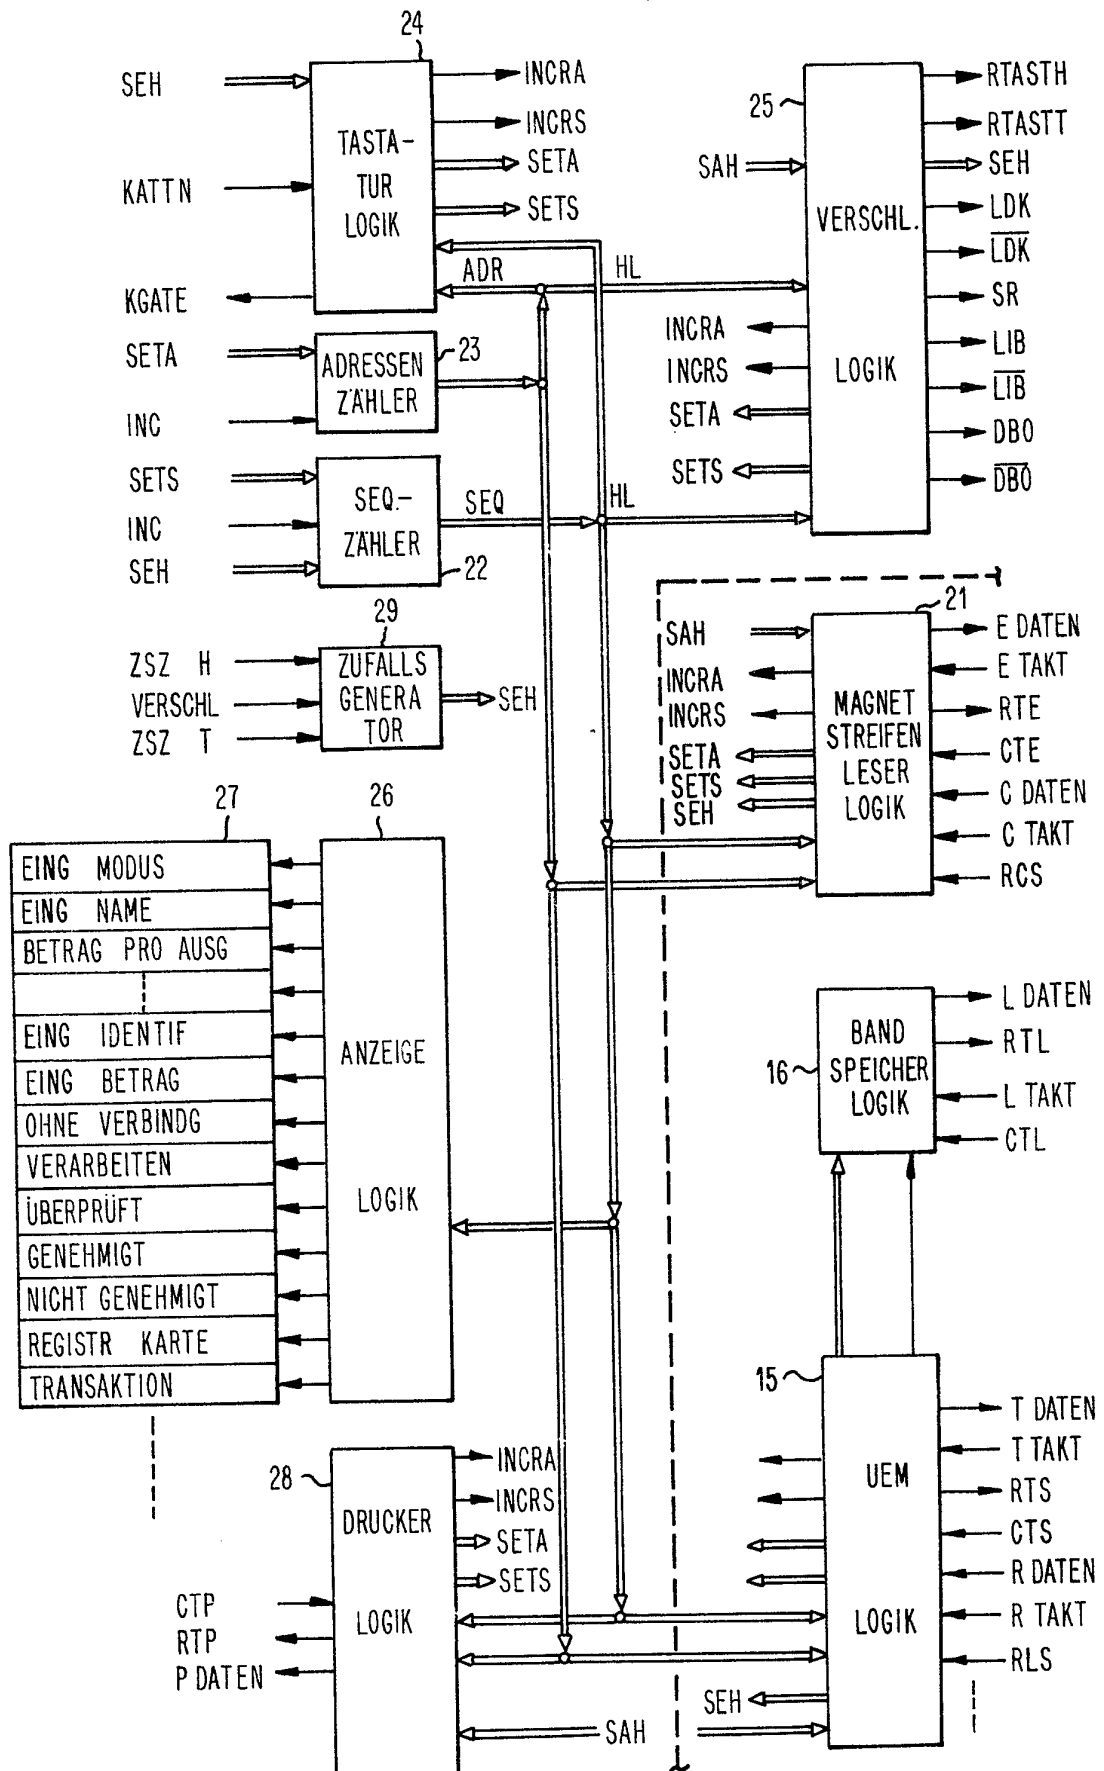 24
SEH
KATTN
KGATE
TASTA-
TUR
LOGIK
INCRA
INCRS
SETA
SETS
ADR
HL
SETA
INC
ADRESSEN
ZÄHLER
23
SETS
INC
SEH
SEQ.-
ZÄHLER
22
SEQ
HL
29
ZSZ H
VERSCHL
ZSZ T
ZUFALLS
GENERA
TOR
SEH
25
SAH
INCRA
INCRS
SETA
SETS
VERSCHL.
LOGIK
RTASTH
RTASTT
SEH
LDK
L̅D̅K̅
SR
LIB
L̅I̅B̅
DBO
D̅B̅O̅
21
SAH
INCRA
INCRS
SETA
SETS
SEH
MAGNET
STREIFEN
LESER
LOGIK
E DATEN
E TAKT
RTE
CTE
C DATEN
C TAKT
RCS
27
EING MODUS
EING NAME
BETRAG PRO AUSG
EING IDENTIF
EING BETRAG
OHNE VERBINDG
VERARBEITEN
ÜBERPRÜFT
GENEHMIGT
NICHT GENEHMIGT
REGISTR KARTE
TRANSAKTION
26
ANZEIGE
LOGIK
16
BAND
SPEICHER
LOGIK
L DATEN
RTL
L TAKT
CTL
28
DRUCKER
LOGIK
INCRA
INCRS
SETA
SETS
CTP
RTP
P DATEN
SAH
15
UEM
LOGIK
SEH
T DATEN
T TAKT
RTS
CTS
R DATEN
R TAKT
RLS